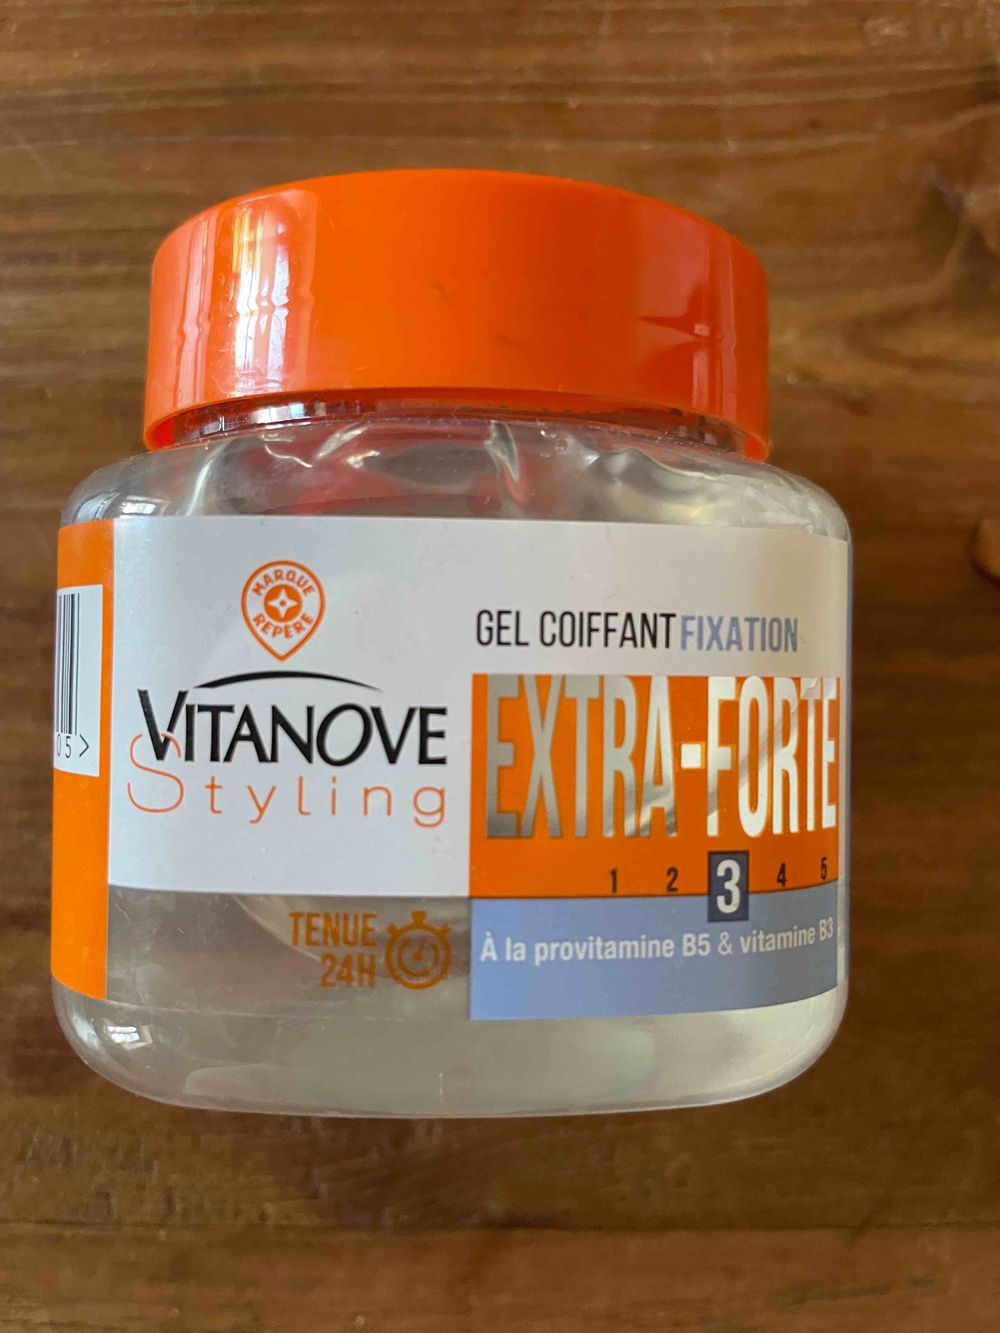 MARQUE
REPÈRE
VITANOVE
Styling
TENUE
24H
GEL COIFFANT FIXATION
EXTRA-FORTE
1 2 3 4 5
À la provitamine B5 & vitamine B3
05>